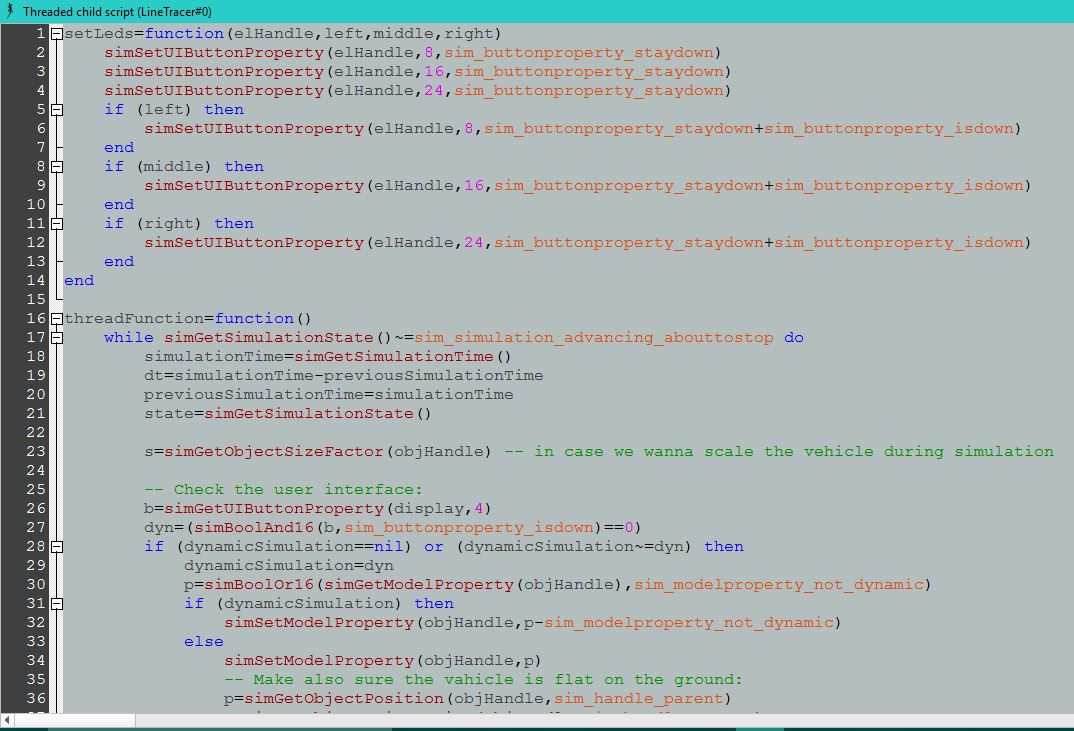 Threaded child script (LineTracer#0)
1 setLeds=function(elHandle,left,middle,right)
2 simSetUIButtonProperty(elHandle,8,sim_buttonproperty_staydown)
3 simSetUIButtonProperty(elHandle,16,sim_buttonproperty_staydown)
4 simSetUIButtonProperty(elHandle,24,sim_buttonproperty_staydown)
5 if (left) then
6 simSetUIButtonProperty(elHandle,8,sim_buttonproperty_staydown+sim_buttonproperty_isdown)
7 end
8 if (middle) then
9 simSetUIButtonProperty(elHandle,16,sim_buttonproperty_staydown+sim_buttonproperty_isdown)
10 end
11 if (right) then
12 simSetUIButtonProperty(elHandle,24,sim_buttonproperty_staydown+sim_buttonproperty_isdown)
13 end
14 end
15
16 threadFunction=function()
17 while simGetSimulationState()~=sim_simulation_advancing_abouttostop do
18 simulationTime=simGetSimulationTime()
19 dt=simulationTime-previousSimulationTime
20 previousSimulationTime=simulationTime
21 state=simGetSimulationState()
22
23 s=simGetObjectSizeFactor(objHandle) -- in case we wanna scale the vehicle during simulation
24
25 -- Check the user interface:
26 b=simGetUIButtonProperty(display,4)
27 dyn=(simBoolAnd16(b,sim_buttonproperty_isdown)==0)
28 if (dynamicSimulation==nil) or (dynamicSimulation~=dyn) then
29 dynamicSimulation=dyn
30 p=simBoolOr16(simGetModelProperty(objHandle),sim_modelproperty_not_dynamic)
31 if (dynamicSimulation) then
32 simSetModelProperty(objHandle,p-sim_modelproperty_not_dynamic)
33 else
34 simSetModelProperty(objHandle,p)
35 -- Make also sure the vahicle is flat on the ground:
36 p=simGetObjectPosition(objHandle,sim_handle_parent)